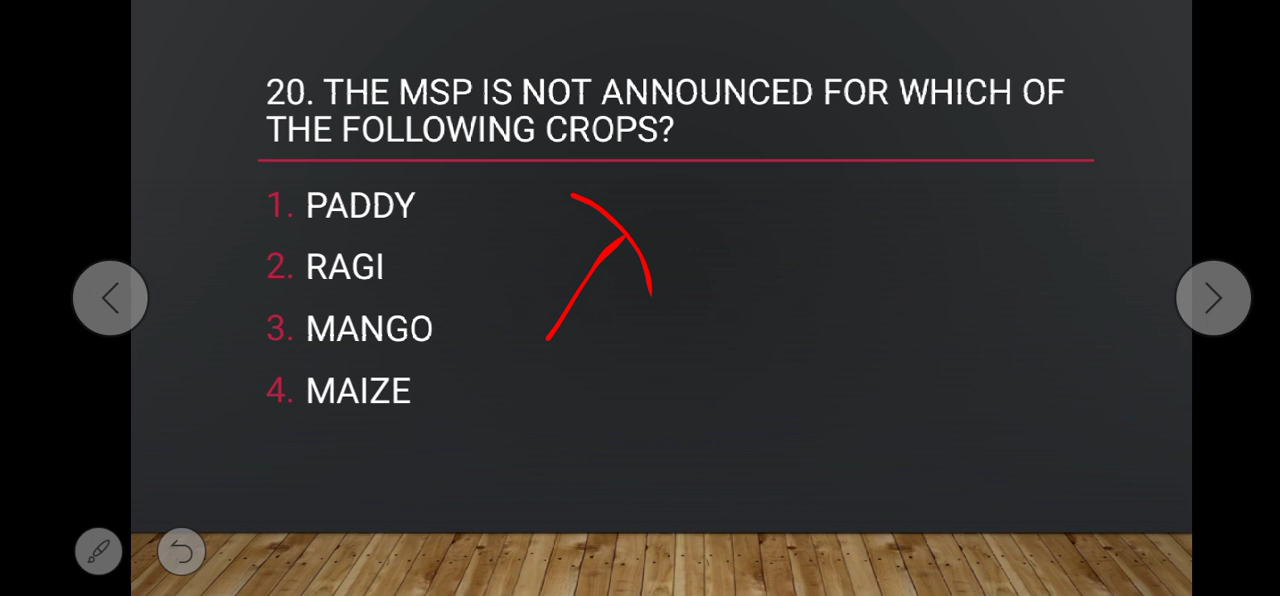 20. THE MSP IS NOT ANNOUNCED FOR WHICH OF
THE FOLLOWING CROPS?
1. PADDY
2. RAGI
3. MANGO
4. MAIZE